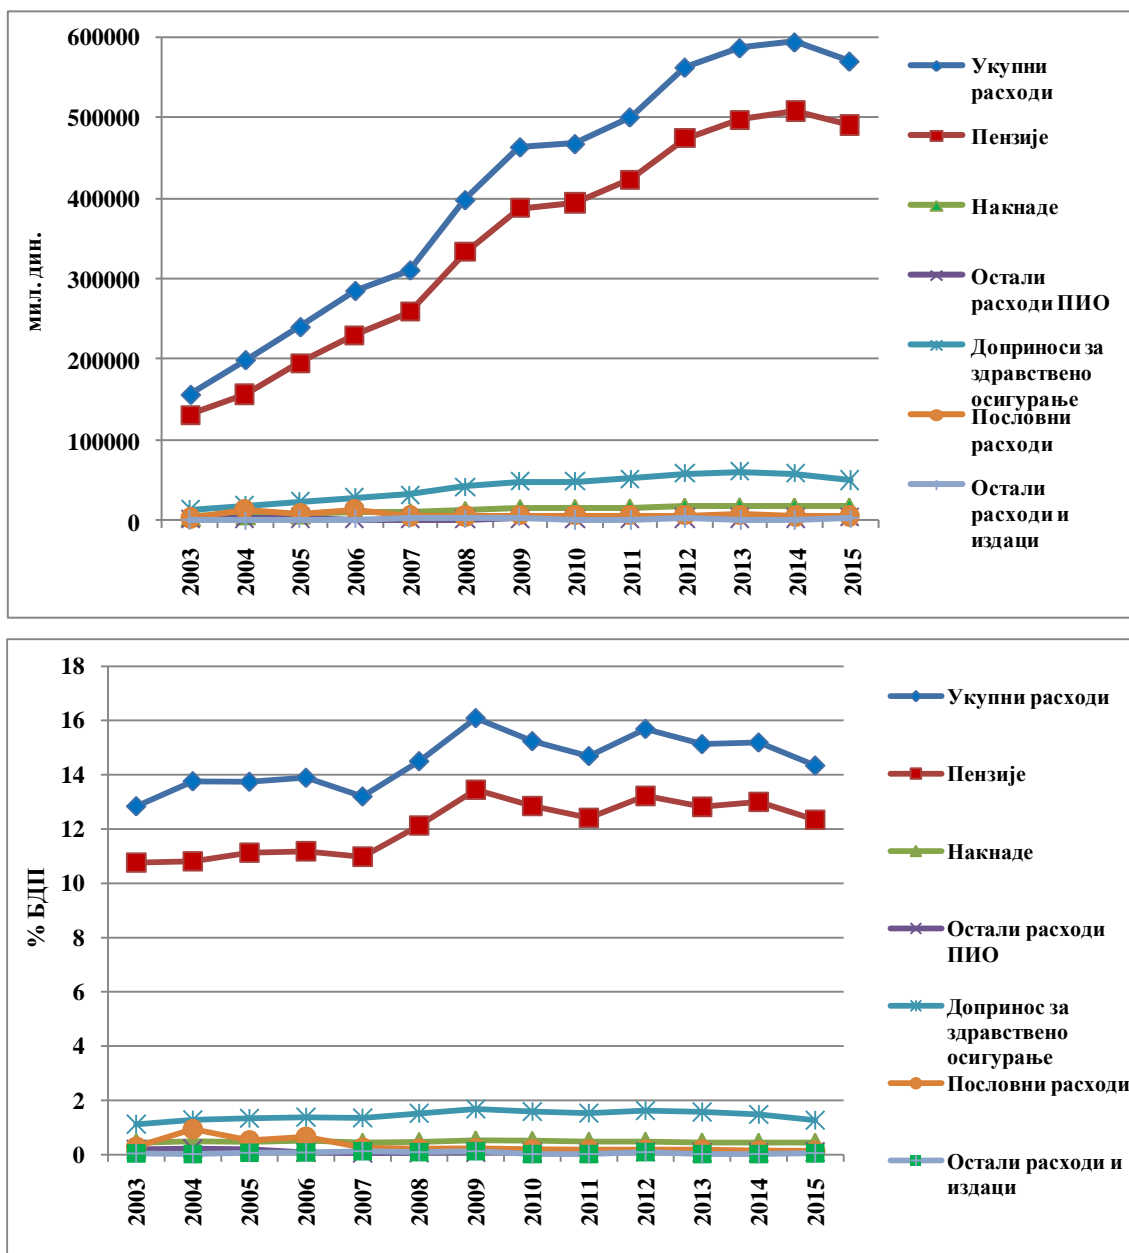 600000
500000
400000
300000
200000
100000
0
мил. дин.
2003
2004
2005
2006
2007
2008
2009
2010
2011
2012
2013
2014
2015
Укупни
расходи
Пензије
Накнаде
Остали
расходи ПИО
Доприноси за
здравствено
осигурање
Пословни
расходи
Остали
расходи и
издаци
18
16
14
12
10
8
6
4
2
0
% БДП
2003
2004
2005
2006
2007
2008
2009
2010
2011
2012
2013
2014
2015
Укупни расходи
Пензије
Накнаде
Остали расходи
ПИО
Допринос за
здравствено
осигурање
Пословни расходи
Остали расходи и
издаци